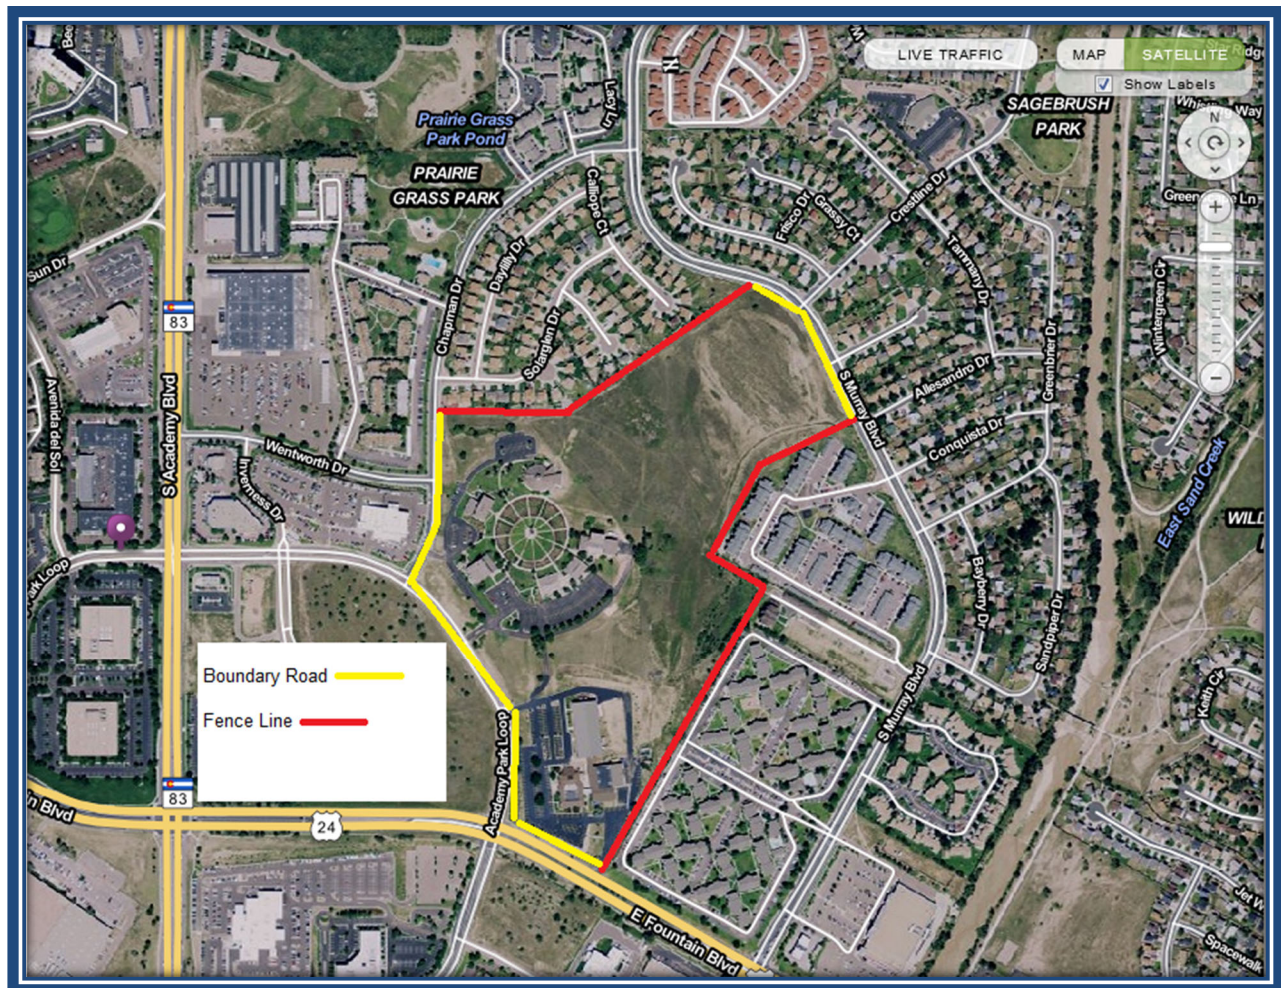 LIVE TRAFFIC
MAP
SATELLITE
Show Labels
SAGEBRUSH
PARK
N
Lacy Ln
Prairie Grass
Park Pond
PRAIRIE
GRASS PARK
Calliope Ct
Frisco Dr
Grassy Ct
Crestline Dr
Tammany Dr
Sun Dr
Daylily Dr
Chapman Dr
Solarglen Dr
83
S Academy Blvd
Avenida del Sol
Wentworth Dr
Inverness Dr
S Murray Blvd
Allesandro Dr
Greenbrier Dr
Conquista Dr
Wintergreen Cir
East Sand Creek
WILD
Park Loop
Bayberry Dr
Sandpiper Dr
Keith Cir
Boundary Road
Fence Line
Academy Park Loop
S Murray Blvd
83
24
n Blvd
E Fountain Blvd
Jet W
Spacewalk